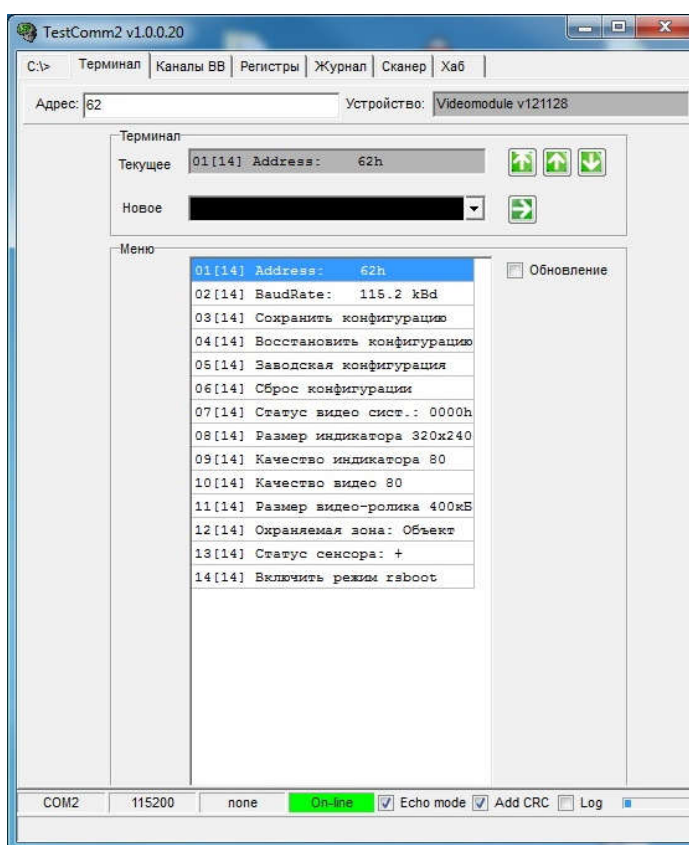 TestComm2 v1.0.0.20
C:\> Терминал Каналы ВВ Регистры Журнал Сканер Хаб
Адрес: 62 Устройство: Videomodule v121128
Терминал
Текущее 01[14] Address: 62h
Новое
Меню
01[14] Address: 62h Обновление
02[14] BaudRate: 115.2 kBd
03[14] Сохранить конфигурацию
04[14] Восстановить конфигурацию
05[14] Заводская конфигурация
06[14] Сброс конфигурации
07[14] Статус видео сист.: 0000h
08[14] Размер индикатора 320x240
09[14] Качество индикатора 80
10[14] Качество видео 80
11[14] Размер видео-ролика 400кБ
12[14] Охраняемая зона: Объект
13[14] Статус сенсора: +
14[14] Включить режим rsboot
COM2 115200 none On-line Echo mode Add CRC Log